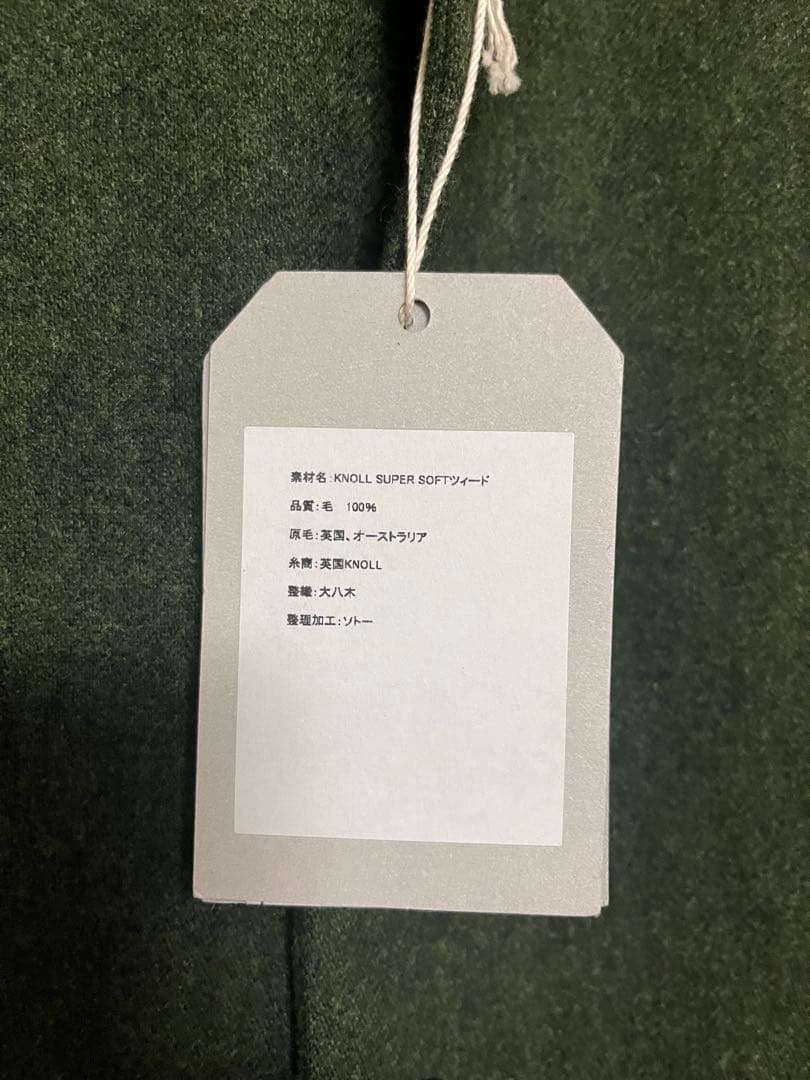 素材名:KNOLL SUPER SOFTツィード
品質:毛 100%
原毛:英国、オーストラリア
糸商:英国KNOLL
整織:大八木
整理加工:ソトー